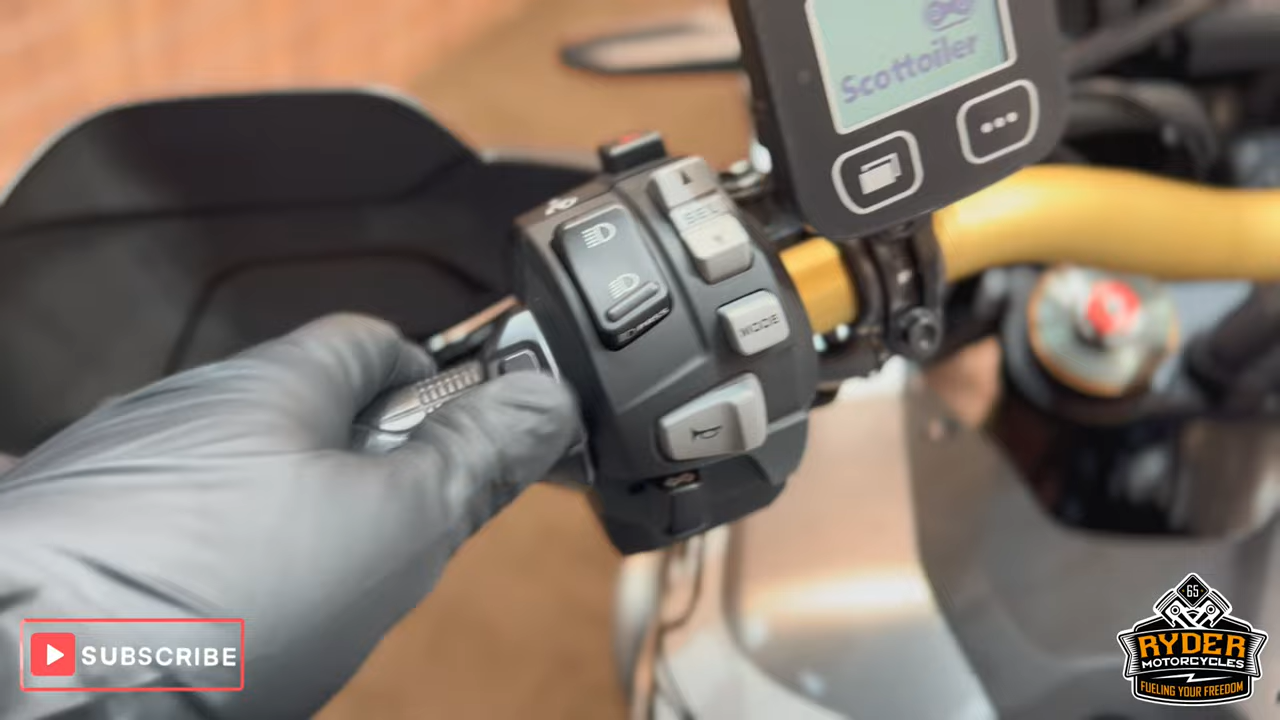 Scottoiler
SEL
MODE
SUBSCRIBE
65
RYDER
MOTORCYCLES
FUELING YOUR FREEDOM